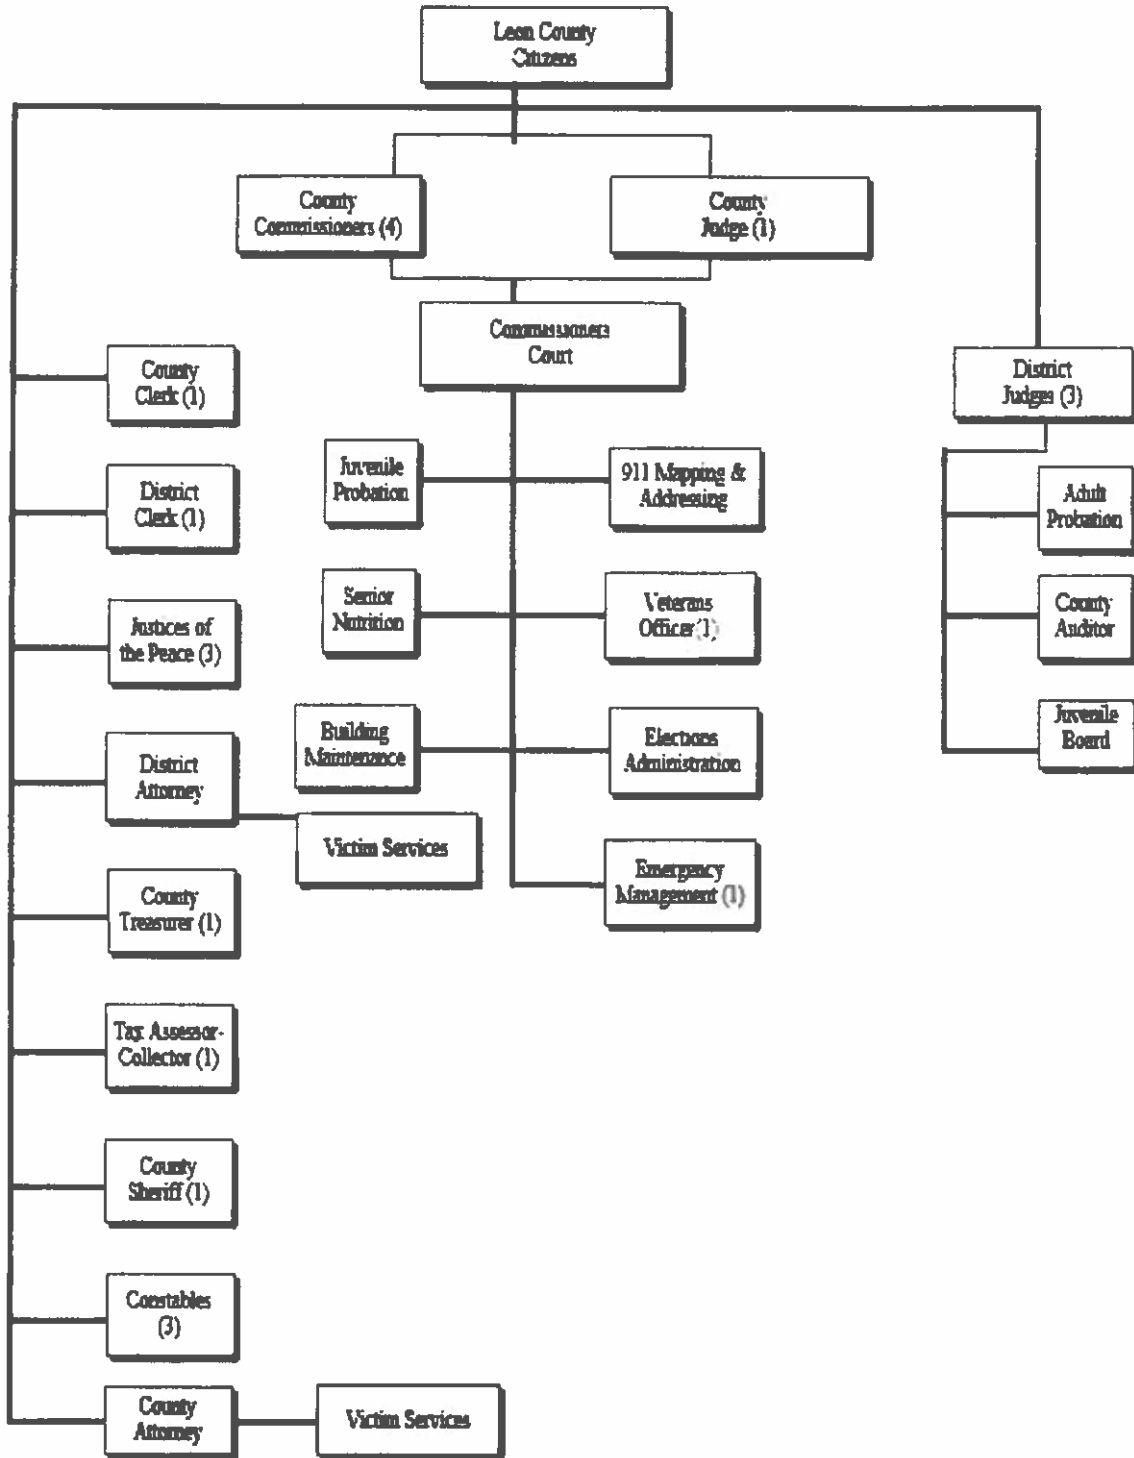 Leon County
Citizens
County
Commissioners (4)
County
Judge (1)
Commissioners
Court
County
Clerk (1)
District
Judges (3)
Juvenile
Probation
911 Mapping &
Addressing
District
Clerk (1)
Adult
Probation
Senior
Nutrition
Veterans
Officer(1)
County
Auditor
Justices of
the Peace (3)
Building
Maintenance
Elections
Administration
Juvenile
Board
District
Attorney
Victim Services
Emergency
Management (1)
County
Treasurer (1)
Tax Assessor-
Collector (1)
County
Sheriff (1)
Constables
(3)
County
Attorney
Victim Services